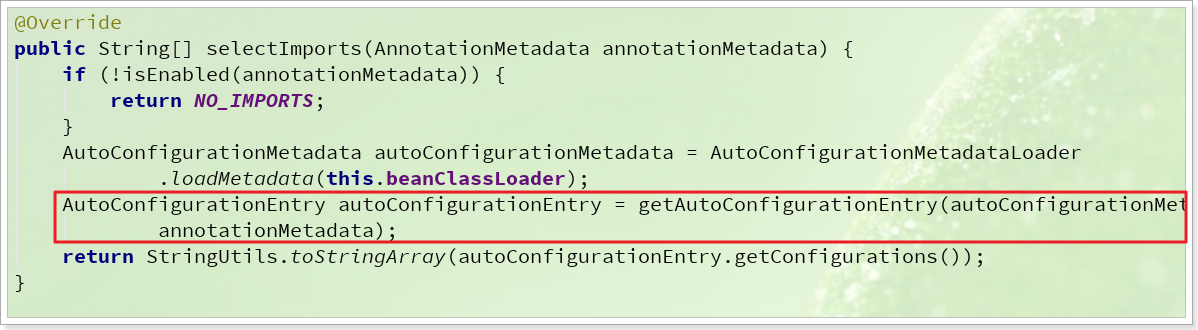 @Override
public String[] selectImports(AnnotationMetadata annotationMetadata) {
if (!isEnabled(annotationMetadata)) {
return NO_IMPORTS;
}
AutoConfigurationMetadata autoConfigurationMetadata = AutoConfigurationMetadataLoader
.loadMetadata(this.beanClassLoader);
AutoConfigurationEntry autoConfigurationEntry = getAutoConfigurationEntry(autoConfigurationMet
annotationMetadata);
return StringUtils.toStringArray(autoConfigurationEntry.getConfigurations());
}